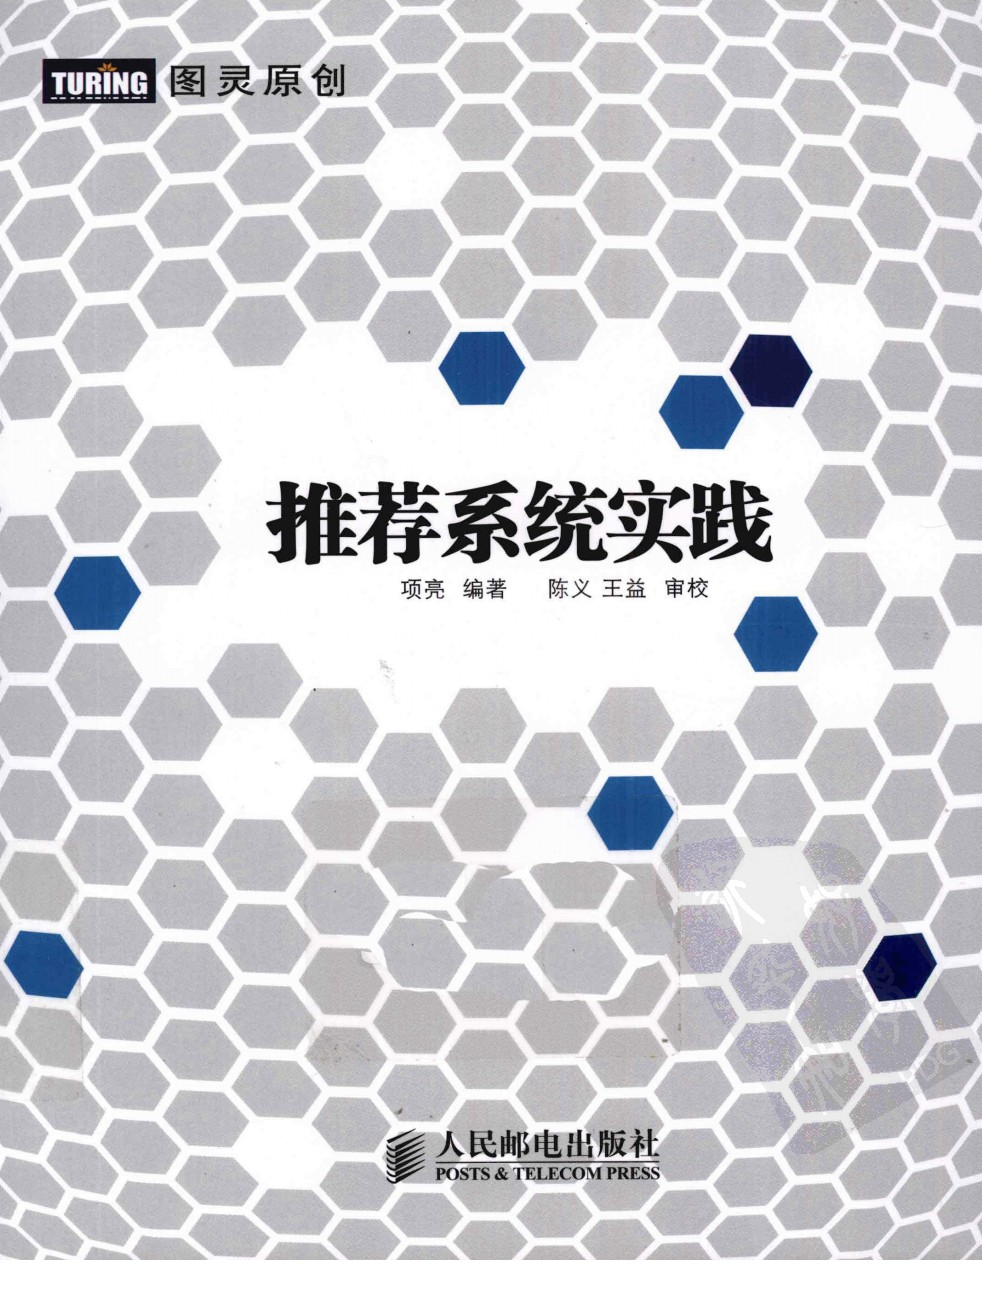 TURING 图灵原创
推荐系统实践
项亮 编著 陈义 王益 审校
人民邮电出版社
POSTS & TELECOM PRESS
PDG